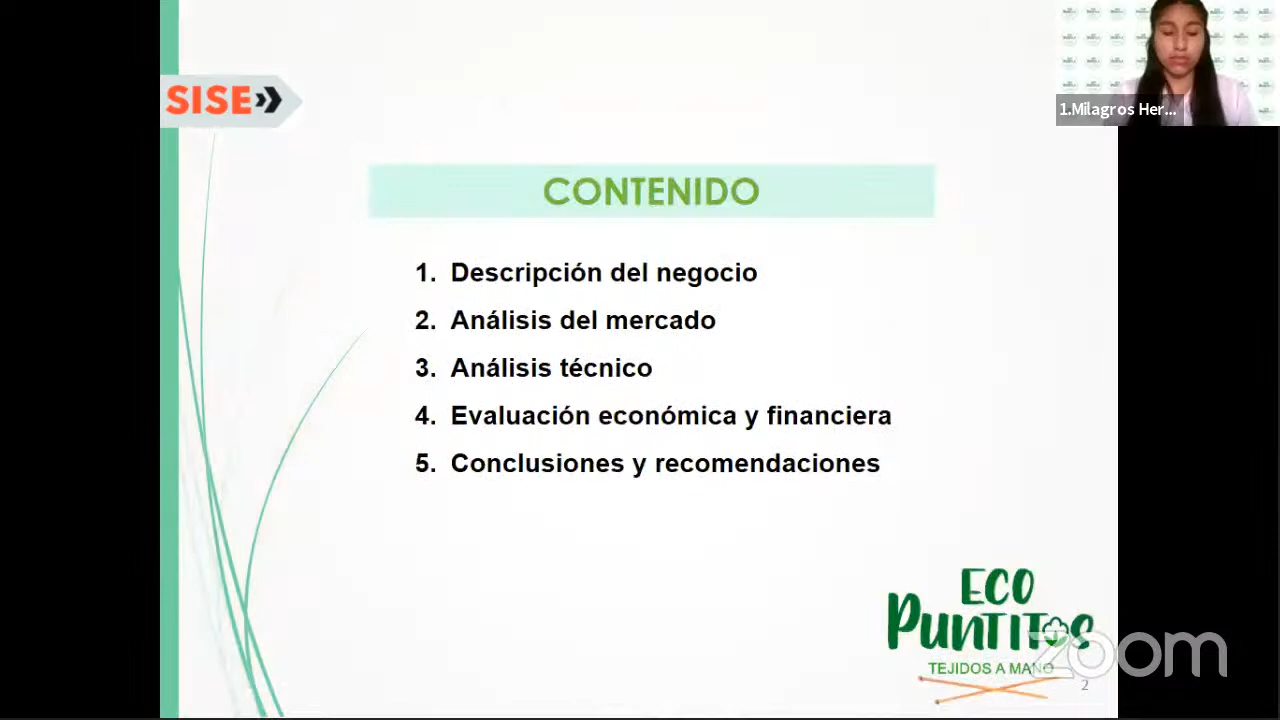 SISE
1.Milagros Her...
CONTENIDO
1. Descripción del negocio
2. Análisis del mercado
3. Análisis técnico
4. Evaluación económica y financiera
5. Conclusiones y recomendaciones
ECO
PUNTITOS
TEJIDOS A MANO
zoom
2